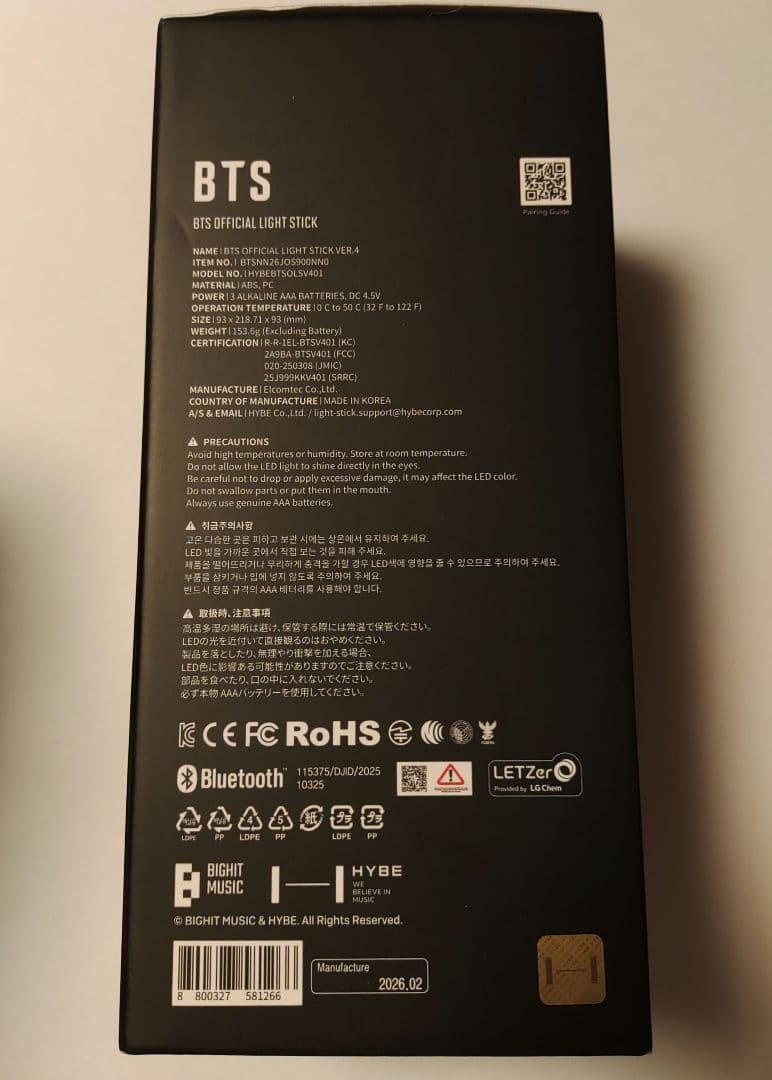 BTS
BTS OFFICIAL LIGHT STICK
Pairing Guide
NAME | BTS OFFICIAL LIGHT STICK VER.4
ITEM NO. | BTSNN26JOS900NN0
MODEL NO. | HYBEBTSOLSV401
MATERIAL | ABS, PC
POWER | 3 ALKALINE AAA BATTERIES, DC 4.5V
OPERATION TEMPERATURE | 0 C to 50 C (32 F to 122 F)
SIZE | 93 x 218.71 x 93 (mm)
WEIGHT | 153.6g (Excluding Battery)
CERTIFICATION | R-R-1EL-BTSV401 (KC)
2A9BA-BTSV401 (FCC)
020-250308 (JMIC)
25J999KKV401 (SRRC)
MANUFACTURE | Elcomtec Co.,Ltd.
COUNTRY OF MANUFACTURE | MADE IN KOREA
A/S & EMAIL | HYBE Co.,Ltd. / light-stick.support@hybecorp.com
PRECAUTIONS
Avoid high temperatures or humidity. Store at room temperature.
Do not allow the LED light to shine directly in the eyes.
Be careful not to drop or apply excessive damage, it may affect the LED color.
Do not swallow parts or put them in the mouth.
Always use genuine AAA batteries.
취급주의사항
고온 다습한 곳은 피하고 보관 시에는 상온에서 유지하여 주세요.
LED 빛을 가까운 곳에서 직접 보는 것을 피해 주세요.
제품을 떨어뜨리거나 무리하게 충격을 가할 경우 LED색에 영향을 줄 수 있으므로 주의하여 주세요.
부품을 삼키거나 입에 넣지 않도록 주의하여 주세요.
반드시 정품 규격의 AAA 배터리를 사용해야 합니다.
取扱時、注意事項
高温多湿の場所は避け、保管する際には常温で保管ください。
LEDの光を近付いて直接観るのはおやめください。
製品を落としたり、無理やり衝撃を加える場合、
LED色に影響ある可能性がありますのでご注意ください。
部品を食べたり、口の中に入れないでください。
必ず本物 AAAバッテリーを使用してください。
CE FC RoHS
Bluetooth™ 115375/DJID/2025
10325
LETZero
Provided by LG Chem
LDPE PP LDPE PP 紙 プラ LDPE プラ PP
4 5
BIGHIT
MUSIC
HYBE
WE
BELIEVE IN
MUSIC
© BIGHIT MUSIC & HYBE. All Rights Reserved.
8 800327 581266
Manufacture
2026.02